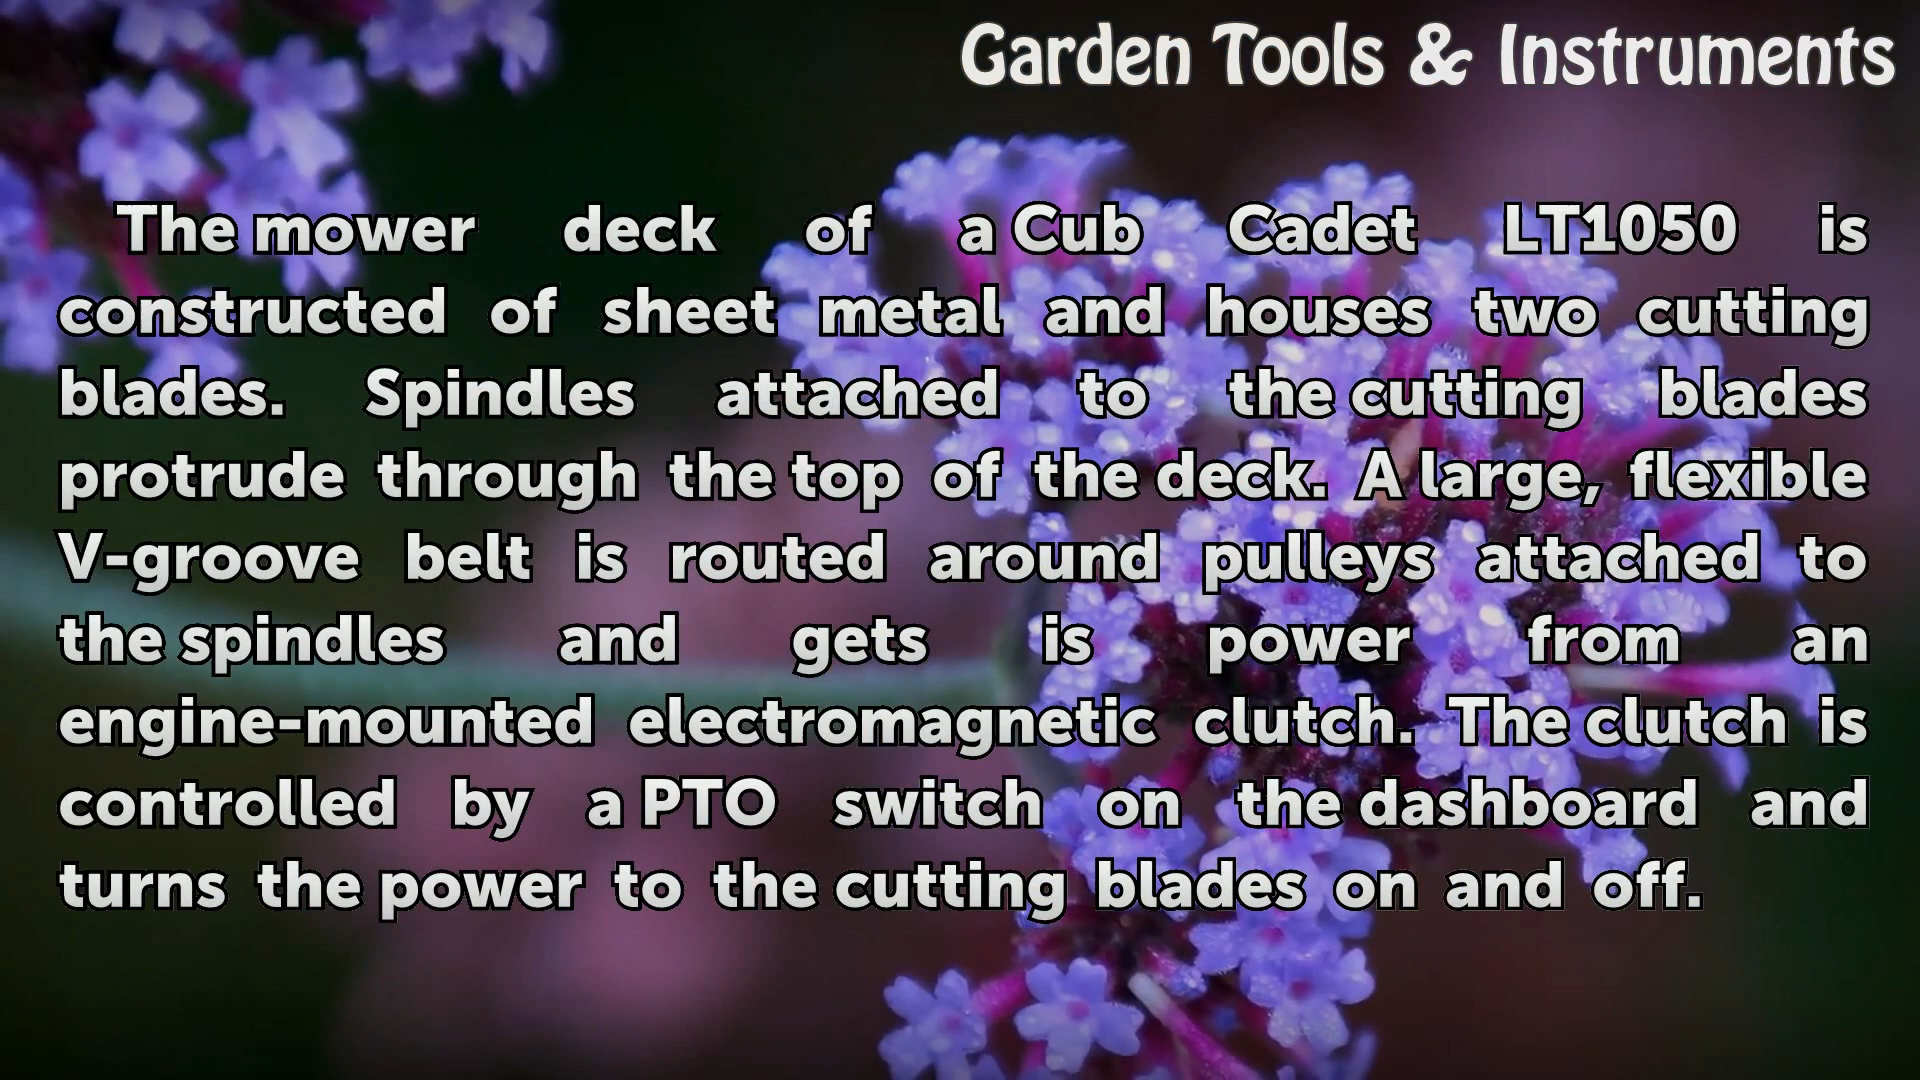 Garden Tools & Instruments
The mower deck of a Cub Cadet LT1050 is
constructed of sheet metal and houses two cutting
blades. Spindles attached to the cutting blades
protrude through the top of the deck. A large, flexible
V-groove belt is routed around pulleys attached to
the spindles and gets is power from an
engine-mounted electromagnetic clutch. The clutch is
controlled by a PTO switch on the dashboard and
turns the power to the cutting blades on and off.